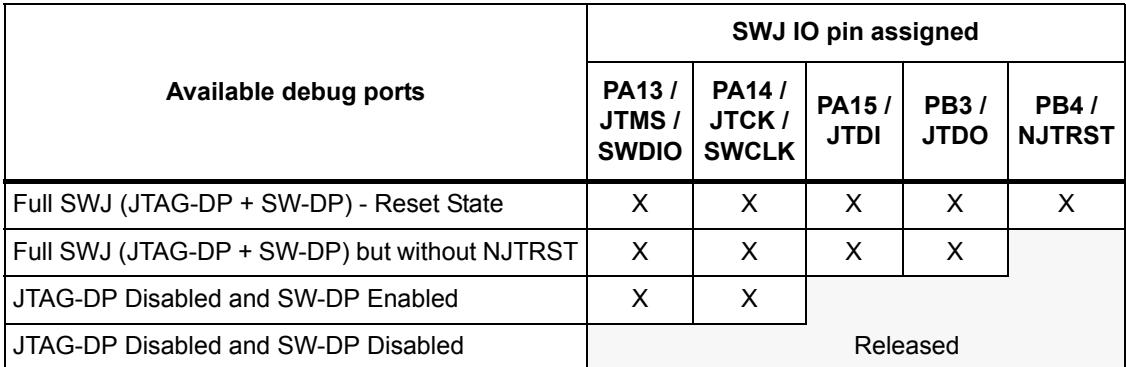 Available debug ports
SWJ IO pin assigned
PA13 /
JTMS /
SWDIO
PA14 /
JTCK /
SWCLK
PA15 /
JTDI
PB3 /
JTDO
PB4 /
NJTRST
Full SWJ (JTAG-DP + SW-DP) - Reset State X X X X X
Full SWJ (JTAG-DP + SW-DP) but without NJTRST X X X X
JTAG-DP Disabled and SW-DP Enabled X X
JTAG-DP Disabled and SW-DP Disabled Released